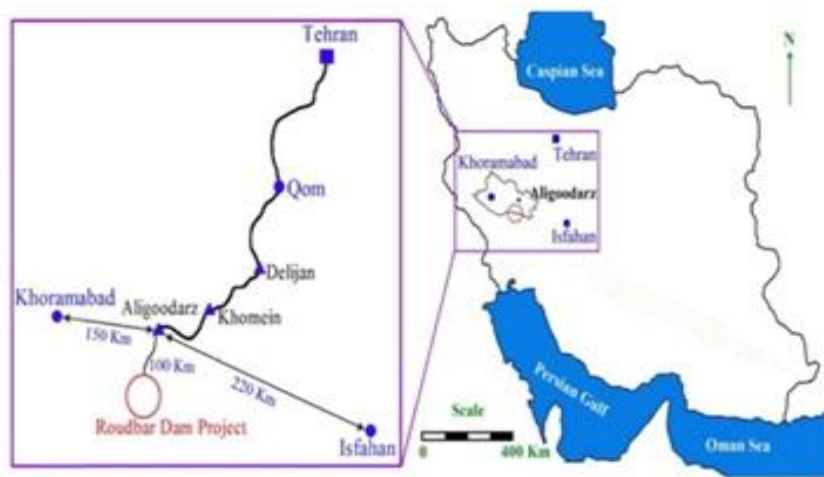 Tehran
Qom
Delijan
Khoramabad
Aligoodarz
Khomein
150 Km
100 Km
220 Km
Roudbar Dam Project
Isfahan
Caspian Sea
N
Tehran
Khoramabad
Aligoodarz
Isfahan
Persian Gulf
Scale
0
400 Km
Oman Sea